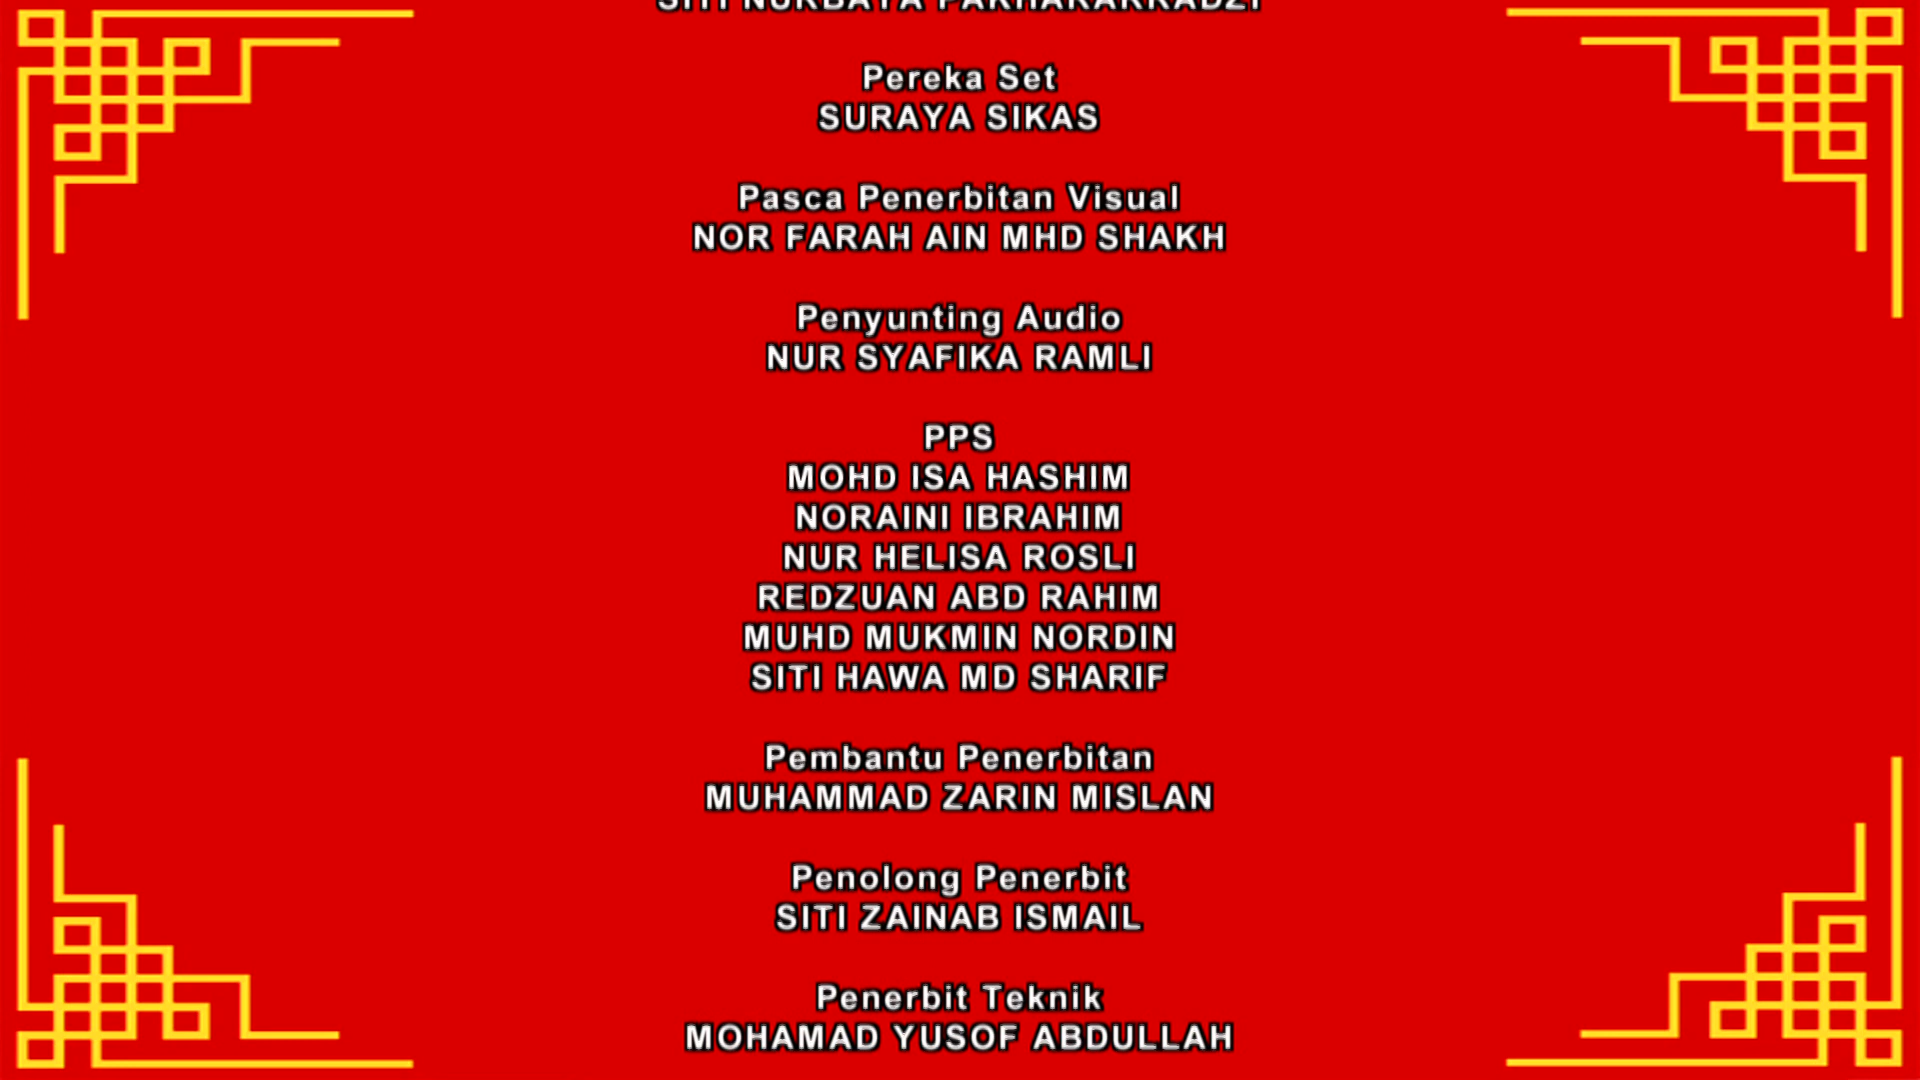 SITI NURBAYA
Pereka Set
SURAYA SIKAS
Pasca Penerbitan Visual
NOR FARAH AIN MHD SHAKH
Penyunting Audio
NUR SYAFIKA RAMLI
PPS
MOHD ISA HASHIM
NORAINI IBRAHIM
NUR HELISA ROSLI
REDZUAN ABD RAHIM
MUHD MUKMIN NORDIN
SITI HAWA MD SHARIF
Pembantu Penerbitan
MUHAMMAD ZARIN MISLAN
Penolong Penerbit
SITI ZAINAB ISMAIL
Penerbit Teknik
MOHAMAD YUSOF ABDULLAH